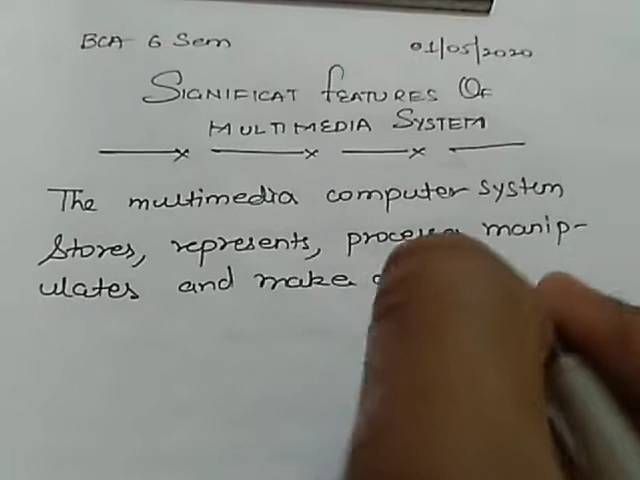 BCA 6 Sem 01/05/2020
SIGNIFICAT FEATURES OF
MULTIMEDIA SYSTEM
The multimedia computer system
stores, represents, manip-
ulates and make